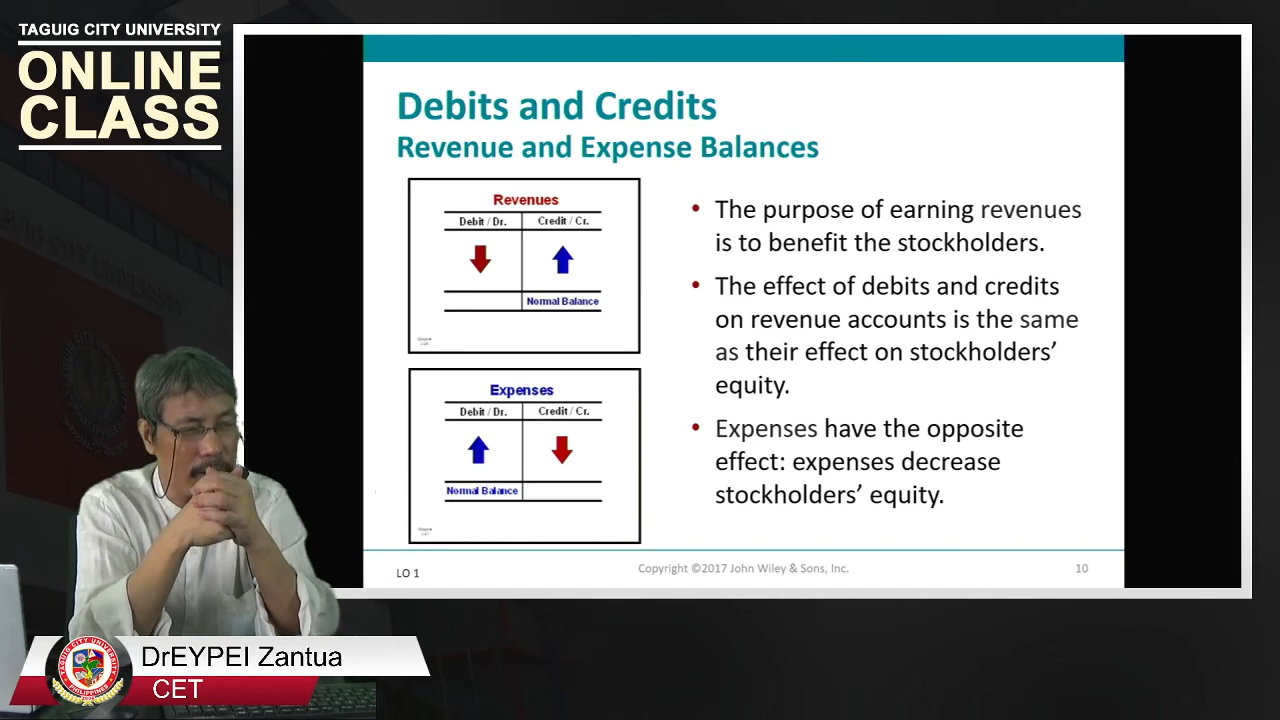 TAGUIG CITY UNIVERSITY
ONLINE
CLASS
Debits and Credits
Revenue and Expense Balances
Revenues
Debit / Dr.
Credit / Cr.
Normal Balance
Expenses
Debit / Dr.
Credit / Cr.
Normal Balance
• The purpose of earning revenues
is to benefit the stockholders.
• The effect of debits and credits
on revenue accounts is the same
as their effect on stockholders’
equity.
• Expenses have the opposite
effect: expenses decrease
stockholders’ equity.
LO 1
Copyright ©2017 John Wiley & Sons, Inc.
10
DrEYPEI Zantua
CET